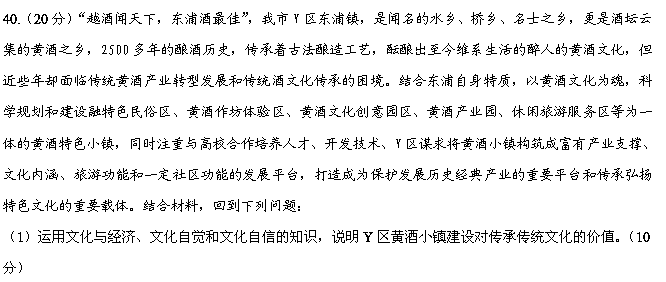 40.（20分）“越酒闻天下，东浦酒最佳”，我市Y区东浦镇，是闻名的水乡、桥乡、名士之乡，更是酒坛云
集的黄酒之乡，2500多年的酿酒历史，传承着古法酿造工艺，酝酿出至今维系生活的醉人的黄酒文化，但
近些年却面临传统黄酒产业转型发展和传统酒文化传承的困境。结合东浦自身特质，以黄酒文化为魂，科
学规划和建设融特色民俗区、黄酒作坊体验区、黄酒文化创意园区、黄酒产业园、休闲旅游服务区等为一
体的黄酒特色小镇，同时注重与高校合作培养人才、开发技术、Y区谋求将黄酒小镇构筑成富有产业支撑、
文化内涵、旅游功能和一定社区功能的发展平台，打造成为保护发展历史经典产业的重要平台和传承弘扬
特色文化的重要载体。结合材料，回到下列问题：
（1）运用文化与经济、文化自觉和文化自信的知识，说明Y区黄酒小镇建设对传承传统文化的价值。（10
分）